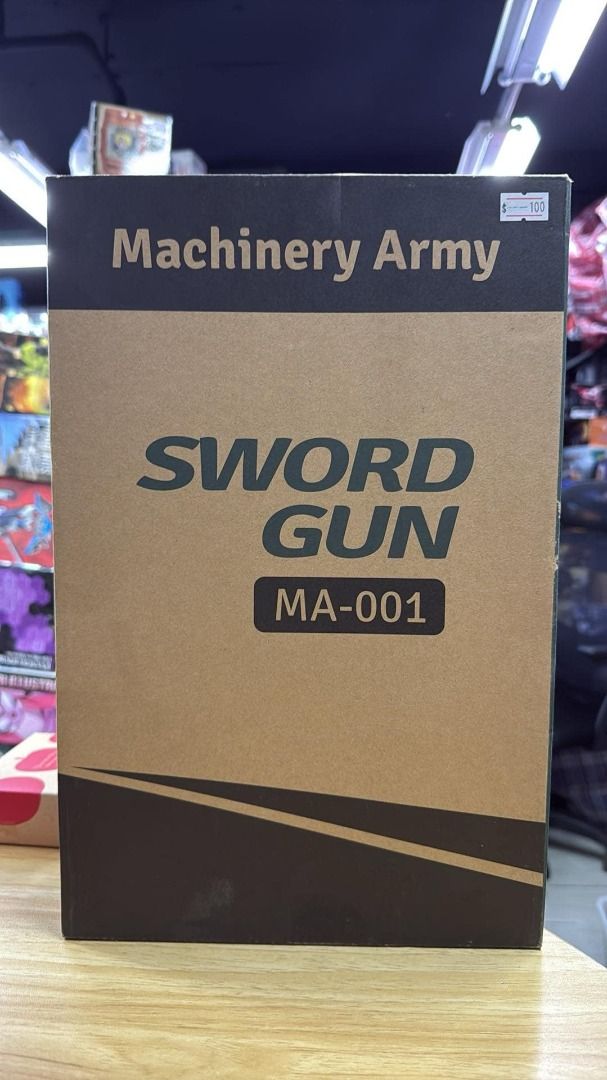 $ 100
Machinery Army
SWORD
GUN
MA-001